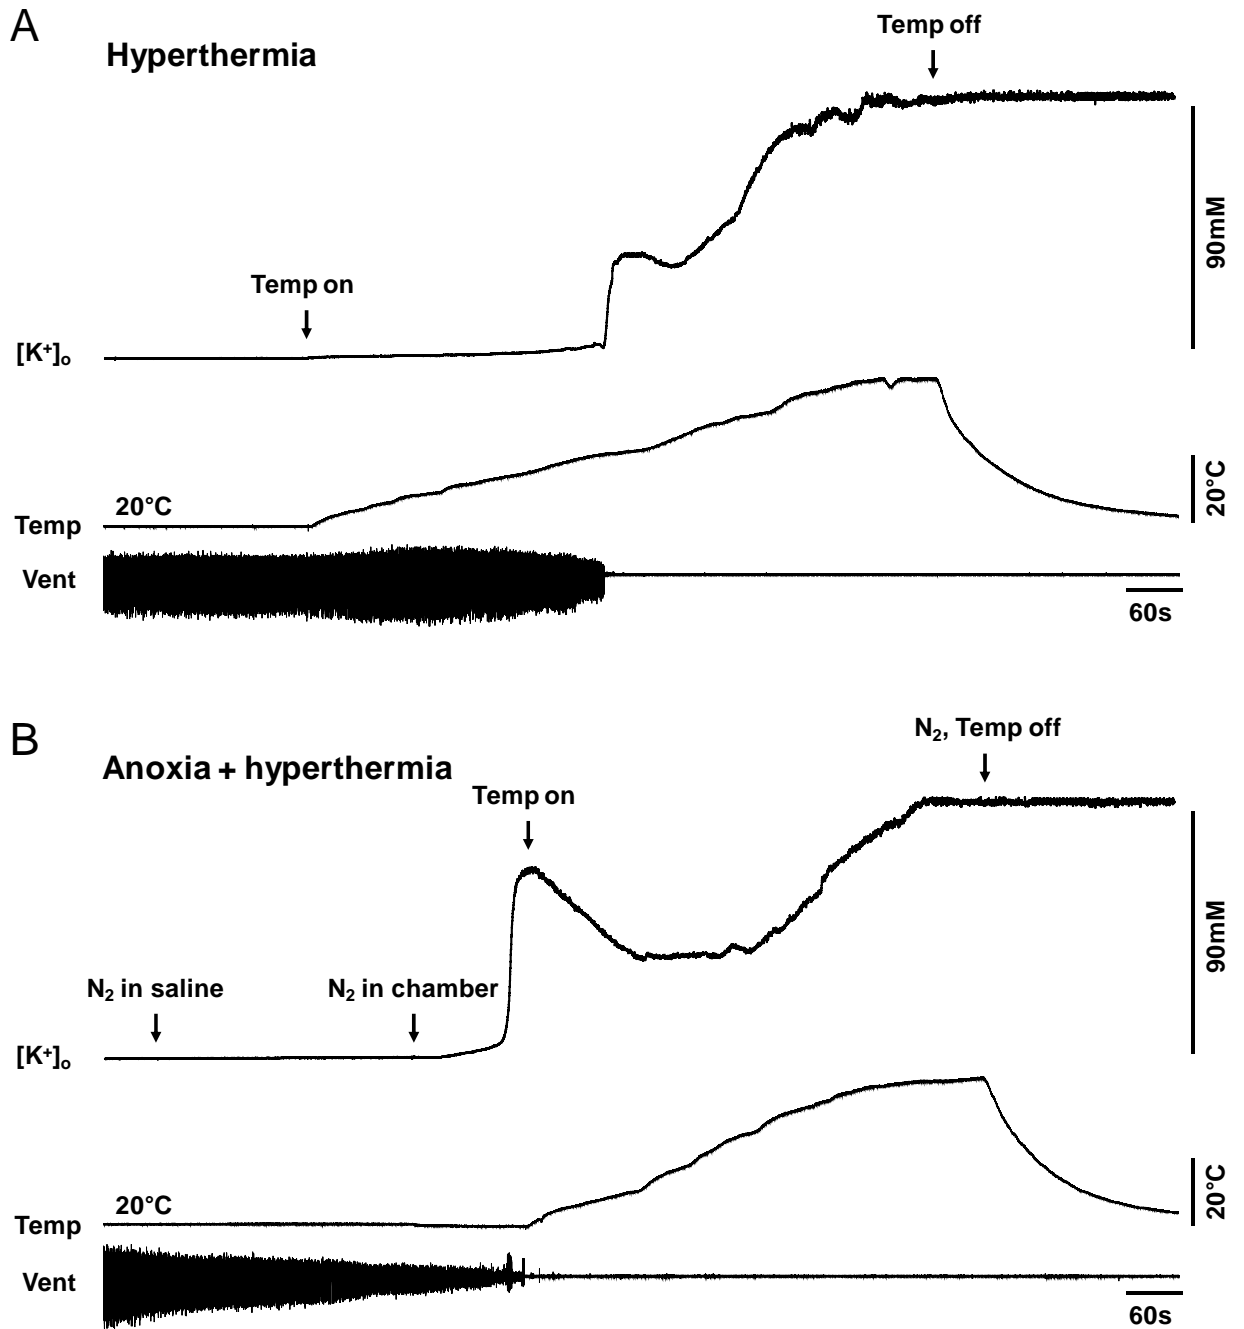 A
Temp off
Hyperthermia
90mM
Temp on
[K⁺]ₒ
20°C
20°C
Temp
Vent
60s
B
N₂, Temp off
Anoxia + hyperthermia
Temp on
90mM
N₂ in saline
N₂ in chamber
[K⁺]ₒ
20°C
20°C
Temp
Vent
60s